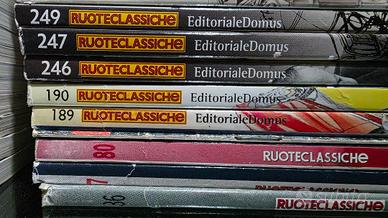 249 RUOTECLASSICHE EditorialeDomus
247 RUOTECLASSICHE EditorialeDomus
246 RUOTECLASSICHE EditorialeDomus
190 RUOTECLASSICHE EditorialeDomus
189 RUOTECLASSICHE EditorialeDomus
80 RUOTECLASSICHE
RUOTECLASSICHE